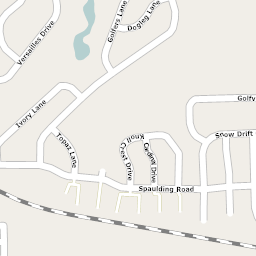 Golfers Lane
Dogleg Lane
Versailles Drive
Golfv
Ivory Lane
Snow Drift
Topaz Lane
Knoll
Crest Drive
Gardens Drive
Spaulding Road